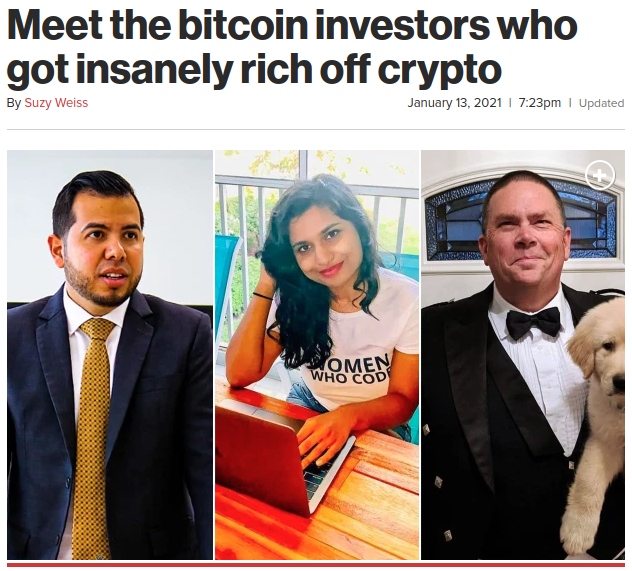 Meet the bitcoin investors who
got insanely rich off crypto
By Suzy Weiss
January 13, 2021 | 7:23pm | Updated
WOMEN
WHO CODE